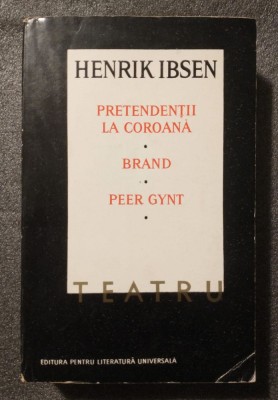 HENRIK IBSEN
PRETENDENȚII
LA COROANĂ
•
BRAND
•
PEER GYNT
•
TEATRU
EDITURA PENTRU LITERATURĂ UNIVERSALĂ